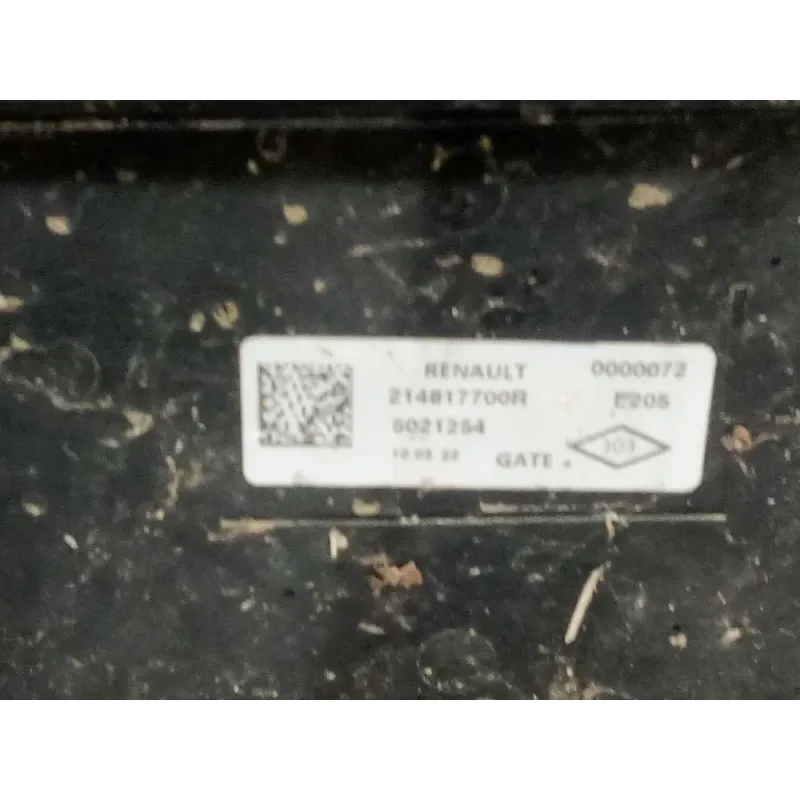 RENAULT 0000072
214817700R E205
5021254
GATE . 103